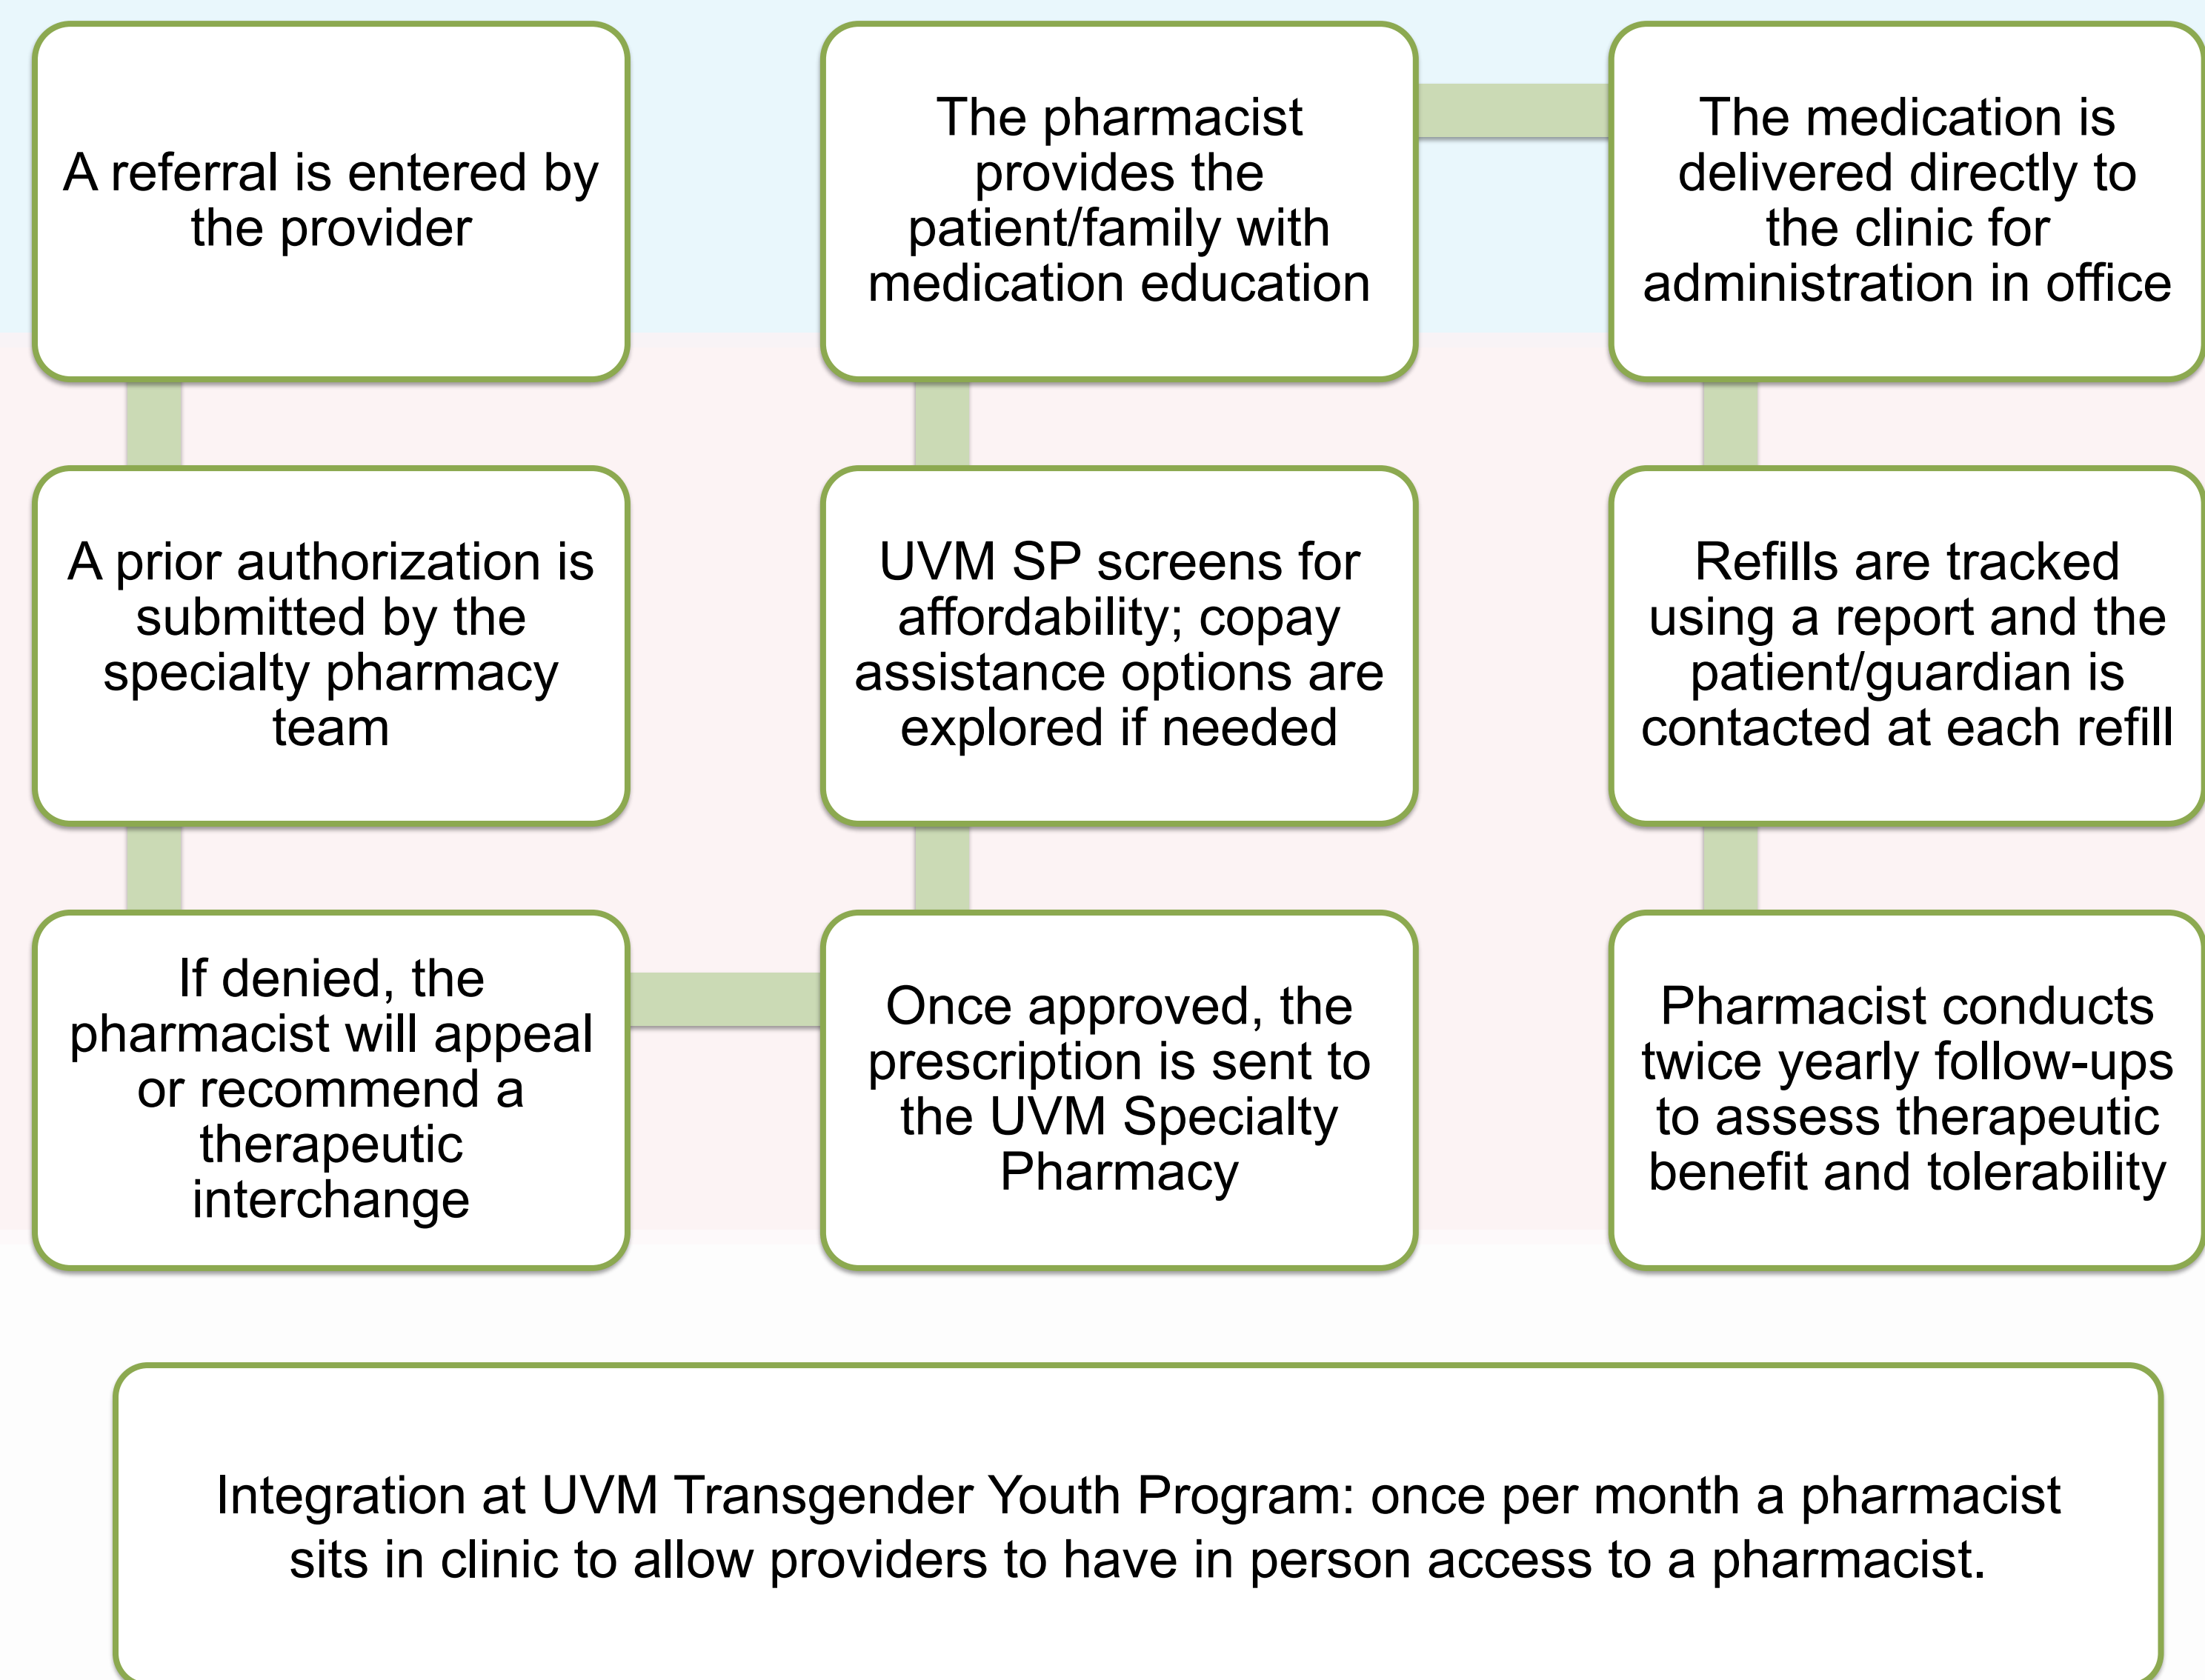 A referral is entered by
the provider
A prior authorization is
submitted by the
specialty pharmacy
team
If denied, the
pharmacist will appeal
or recommend a
therapeutic
interchange
Once approved, the
prescription is sent to
the UVM Specialty
Pharmacy
UVM SP screens for
affordability; copay
assistance options are
explored if needed
The pharmacist
provides the
patient/family with
medication education
The medication is
delivered directly to
the clinic for
administration in office
Refills are tracked
using a report and the
patient/guardian is
contacted at each refill
Pharmacist conducts
twice yearly follow-ups
to assess therapeutic
benefit and tolerability
Integration at UVM Transgender Youth Program: once per month a pharmacist
sits in clinic to allow providers to have in person access to a pharmacist.